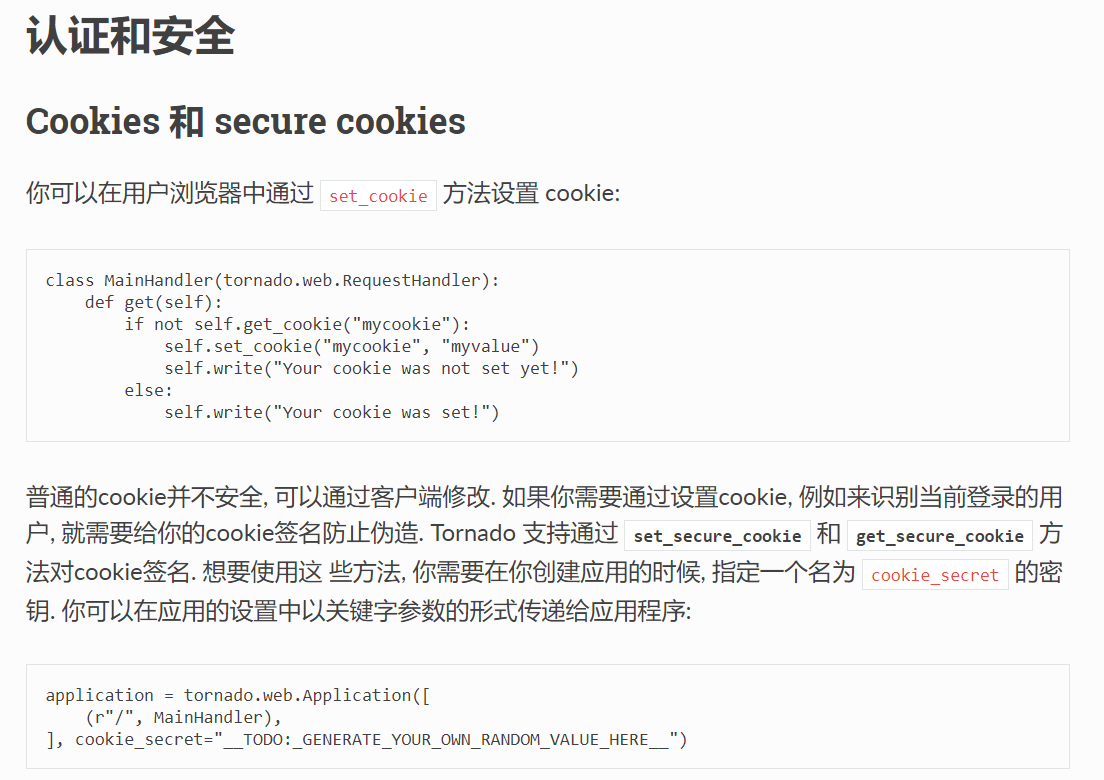 认证和安全
Cookies 和 secure cookies
你可以在用户浏览器中通过 set_cookie 方法设置 cookie:
class MainHandler(tornado.web.RequestHandler):
    def get(self):
        if not self.get_cookie("mycookie"):
            self.set_cookie("mycookie", "myvalue")
            self.write("Your cookie was not set yet!")
        else:
            self.write("Your cookie was set!")
普通的cookie并不安全, 可以通过客户端修改. 如果你需要通过设置cookie, 例如来识别当前登录的用
户, 就需要给你的cookie签名防止伪造. Tornado 支持通过 set_secure_cookie 和 get_secure_cookie 方
法对cookie签名. 想要使用这 些方法, 你需要在你创建应用的时候, 指定一个名为 cookie_secret 的密
钥. 你可以在应用的设置中以关键字参数的形式传递给应用程序:
application = tornado.web.Application([
    (r"/", MainHandler),
], cookie_secret="__TODO:_GENERATE_YOUR_OWN_RANDOM_VALUE_HERE__")